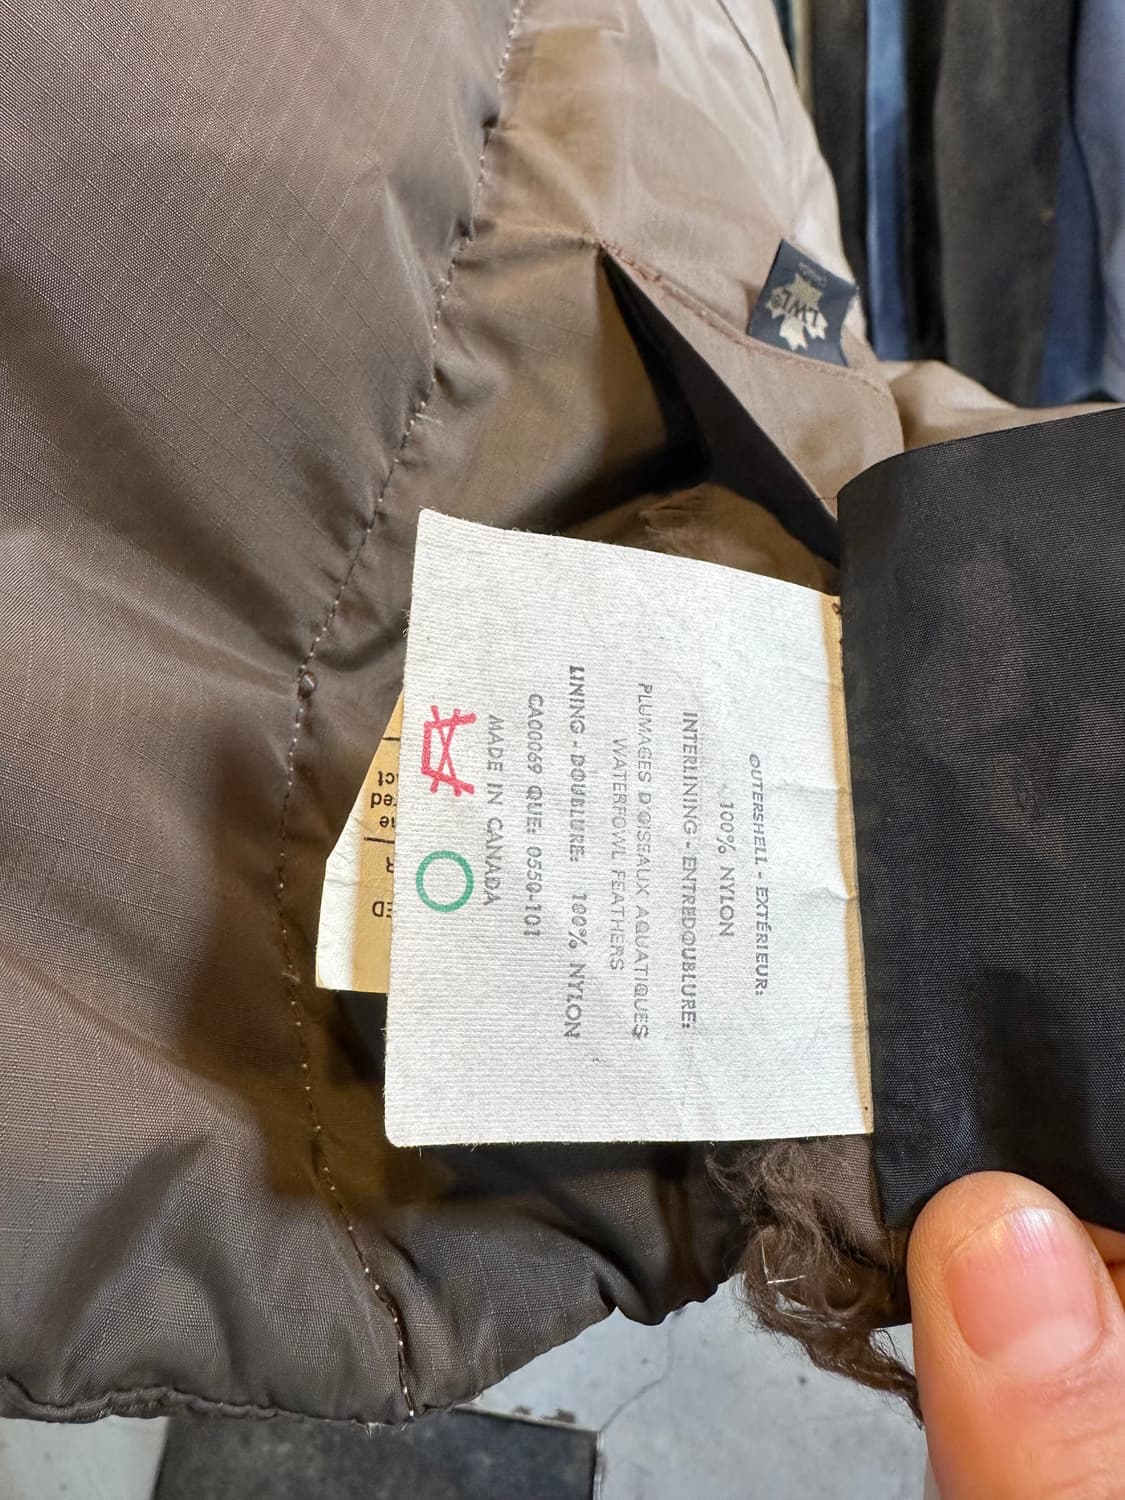 OUTERSHELL - EXTÉRIEUR:
100% NYLON
INTERLINING - ENTREDOUBLURE:
PLUMAGES D'OISEAUX AQUATIQUES
WATERFOWL FEATHERS
LINING - DOUBLURE: 100% NYLON
CA00069 QUE: 0550-101
MADE IN CANADA
LWL